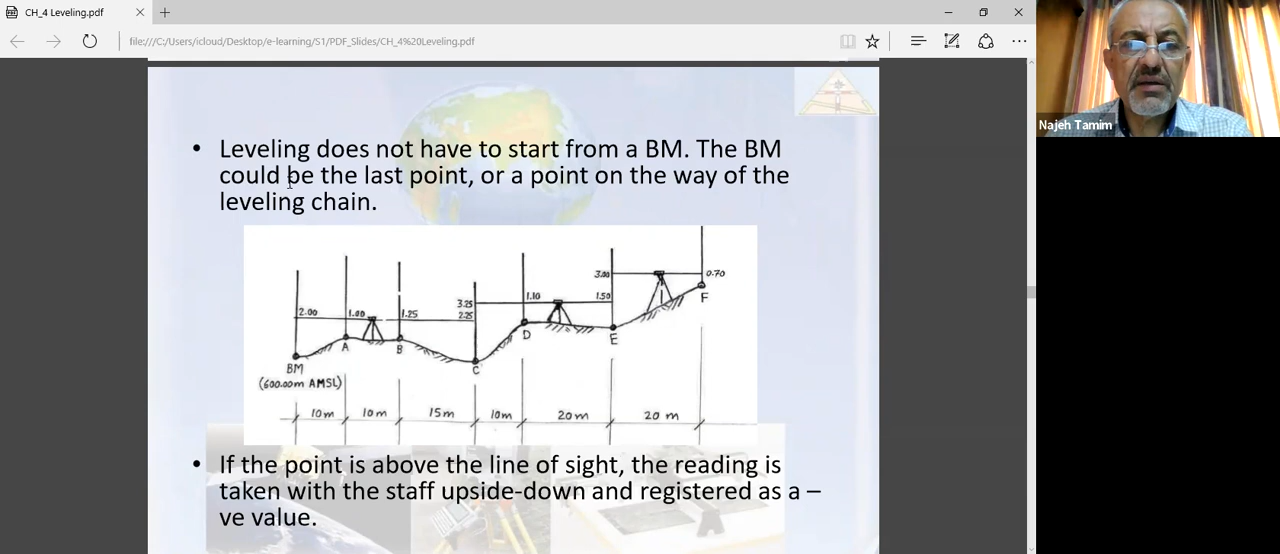 CH_4 Leveling.pdf
file:///C:/Users/icloud/Desktop/e-learning/S1/PDF_Slides/CH_4%20Leveling.pdf
Najeh Tamim
• Leveling does not have to start from a BM. The BM
could be the last point, or a point on the way of the
leveling chain.
3.00 0.70
3.25 1.10 1.50 F
2.00 1.00 1.25 2.25
A B D E
BM C
(600.00m AMSL)
10m 10m 15m 10m 20m 20 m
• If the point is above the line of sight, the reading is
taken with the staff upside-down and registered as a –
ve value.